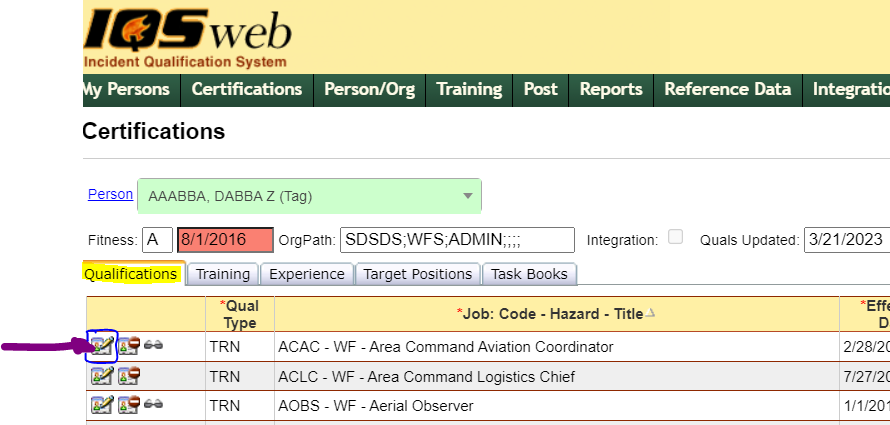 IQS web
Incident Qualification System
My Persons Certifications Person/Org Training Post Reports Reference Data Integratio
Certifications
Person AAABBA, DABBA Z (Tag)
Fitness: A 8/1/2016 OrgPath: SDSDS;WFS;ADMIN;;;; Integration: Quals Updated: 3/21/2023
Qualifications Training Experience Target Positions Task Books
*Qual Type *Job: Code - Hazard - Title *Effe D
TRN ACAC - WF - Area Command Aviation Coordinator 2/28/20
TRN ACLC - WF - Area Command Logistics Chief 7/27/20
TRN AOBS - WF - Aerial Observer 1/1/201